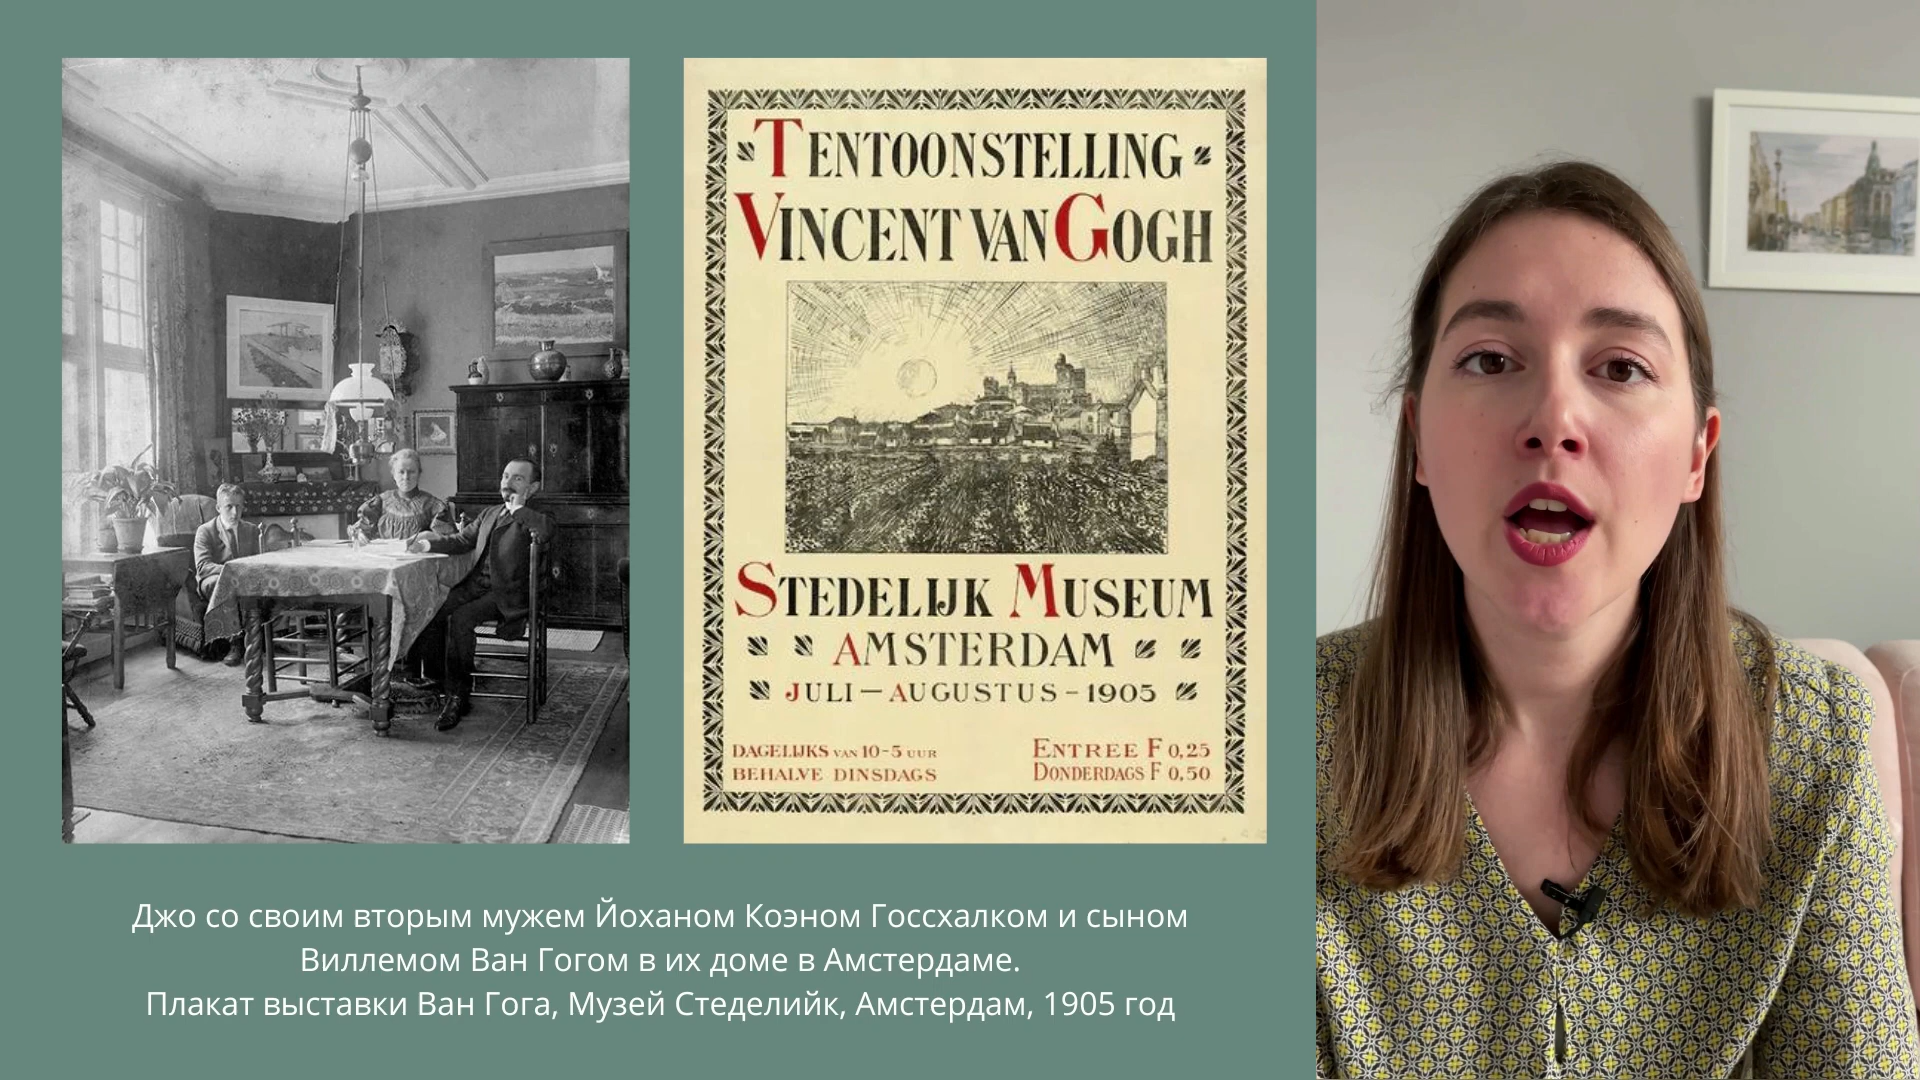 TENTOONSTELLING
VINCENT VAN GOGH
STEDELIJK MUSEUM
AMSTERDAM
JULI — AUGUSTUS - 1905
DAGELIJKS VAN 10-5 UUR
BEHALVE DINSDAGS
ENTREE F 0,25
DONDERDAGS F 0,50
Джо со своим вторым мужем Йоханом Коэном Госсхалком и сыном
Виллемом Ван Гогом в их доме в Амстердаме.
Плакат выставки Ван Гога, Музей Стеделийк, Амстердам, 1905 год